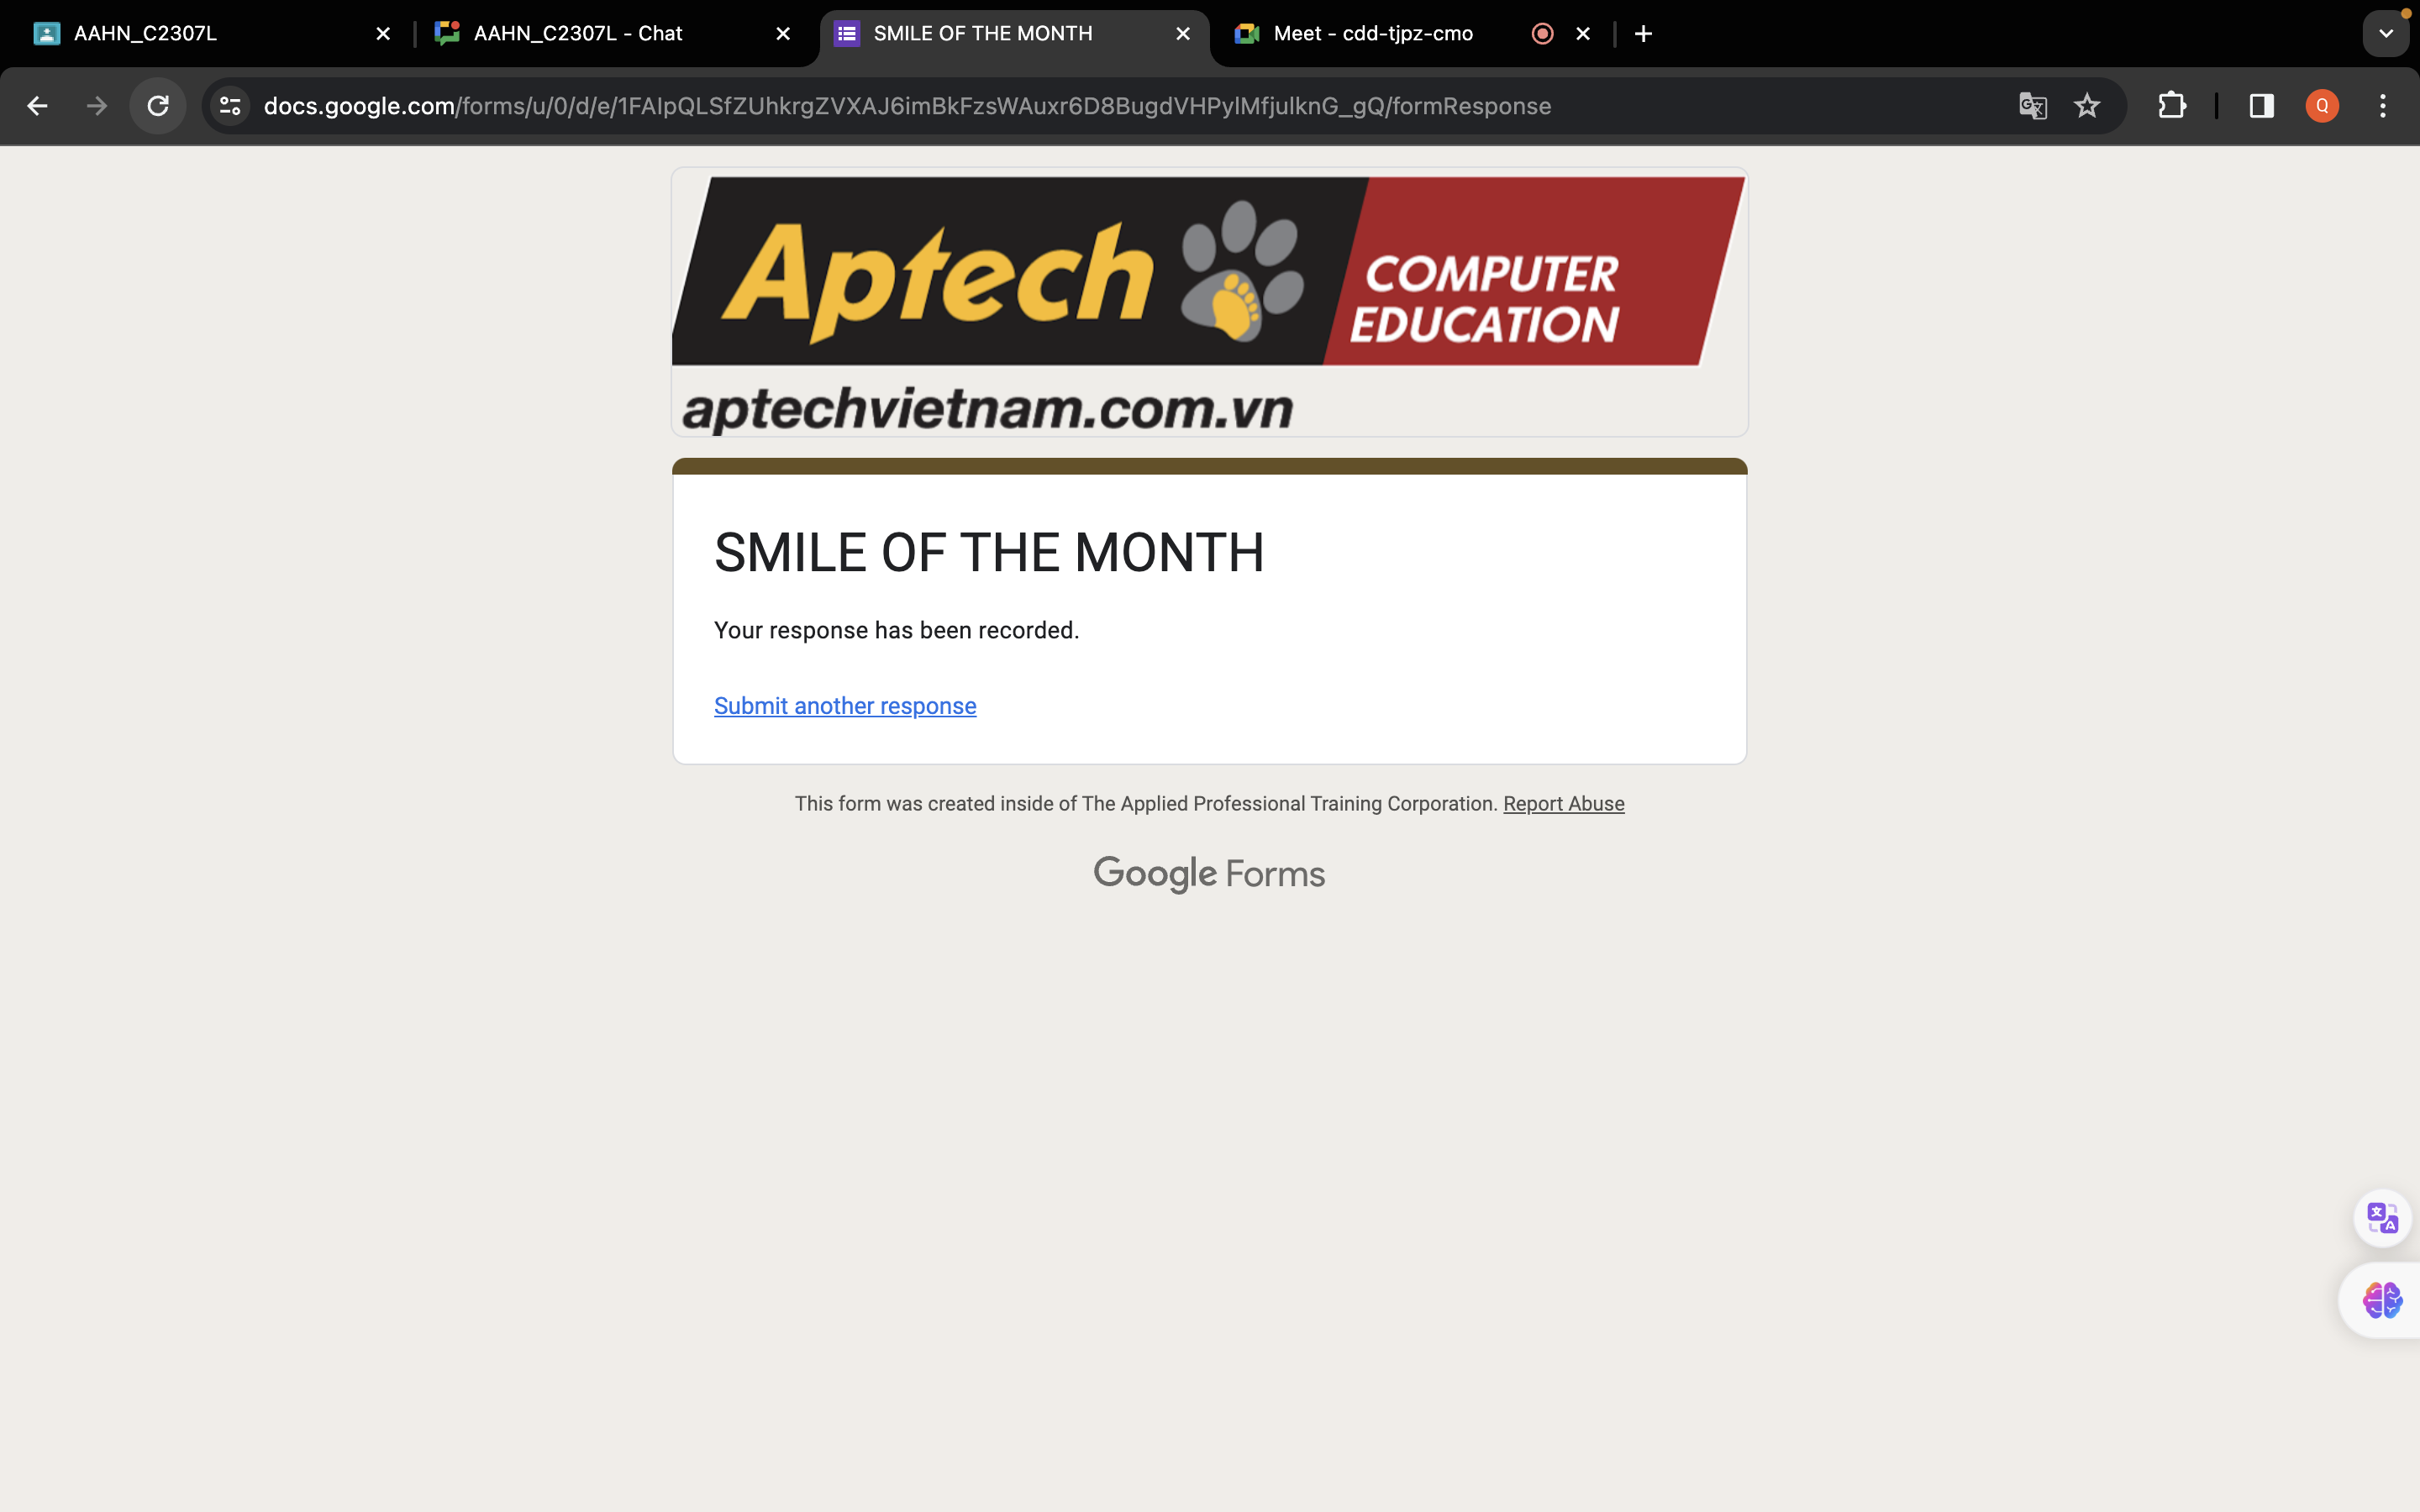 AAHN_C2307L
AAHN_C2307L - Chat
SMILE OF THE MONTH
Meet - cdd-tjpz-cmo
docs.google.com/forms/u/0/d/e/1FAIpQLSfZUhkrgZVXAJ6imBkFzsWAuxr6D8BugdVHPylMfjulknG_gQ/formResponse
Q
Aptech
COMPUTER
EDUCATION
aptechvietnam.com.vn
SMILE OF THE MONTH
Your response has been recorded.
Submit another response
This form was created inside of The Applied Professional Training Corporation. Report Abuse
Google Forms